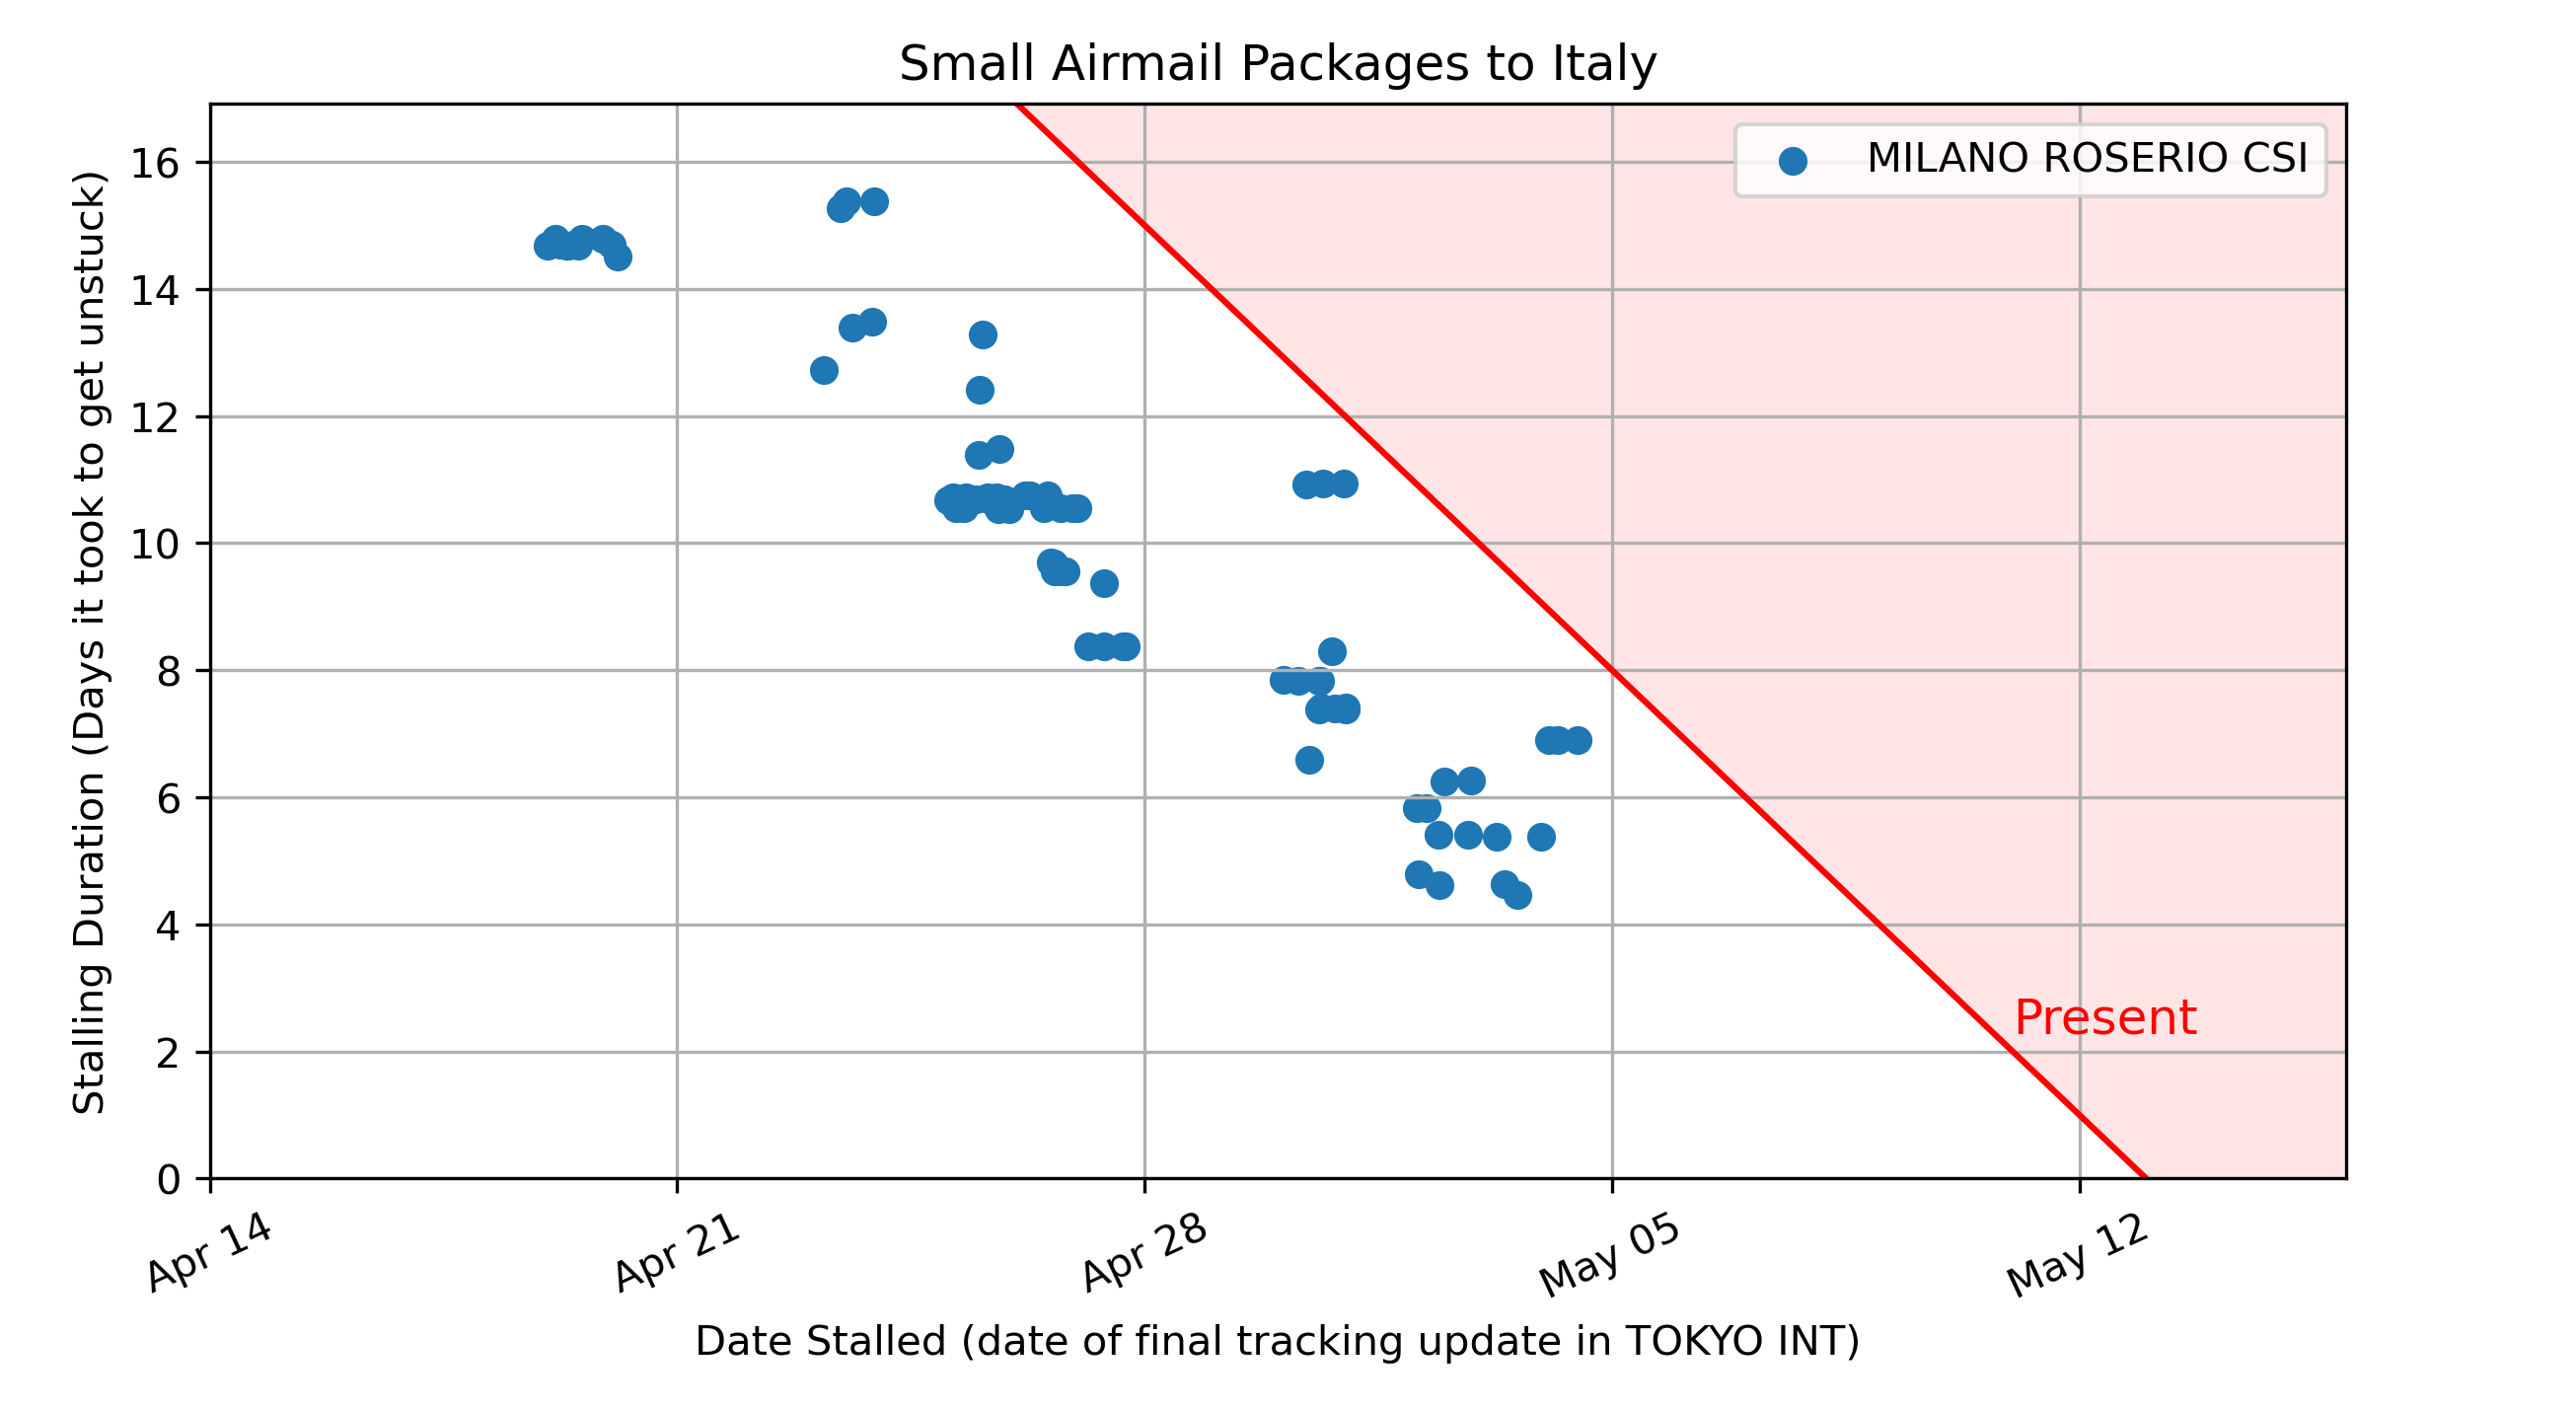 Small Airmail Packages to Italy
MILANO ROSERIO CSI
Stalling Duration (Days it took to get unstuck)
16
14
12
10
8
6
4
2
0
Present
Apr 14
Apr 21
Apr 28
May 05
May 12
Date Stalled (date of final tracking update in TOKYO INT)